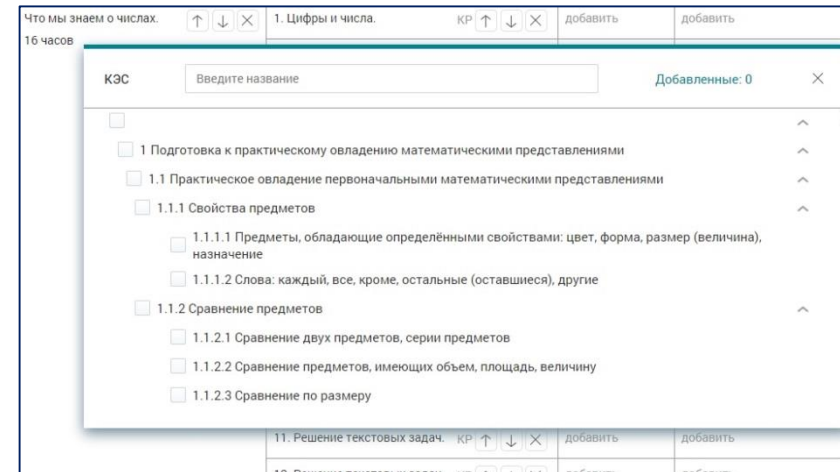 Что мы знаем о числах.
16 часов
1. Цифры и числа.
КР
добавить
добавить
КЭС
Введите название
Добавленные: 0
1 Подготовка к практическому овладению математическими представлениями
1.1 Практическое овладение первоначальными математическими представлениями
1.1.1 Свойства предметов
1.1.1.1 Предметы, обладающие определёнными свойствами: цвет, форма, размер (величина),
назначение
1.1.1.2 Слова: каждый, все, кроме, остальные (оставшиеся), другие
1.1.2 Сравнение предметов
1.1.2.1 Сравнение двух предметов, серии предметов
1.1.2.2 Сравнение предметов, имеющих объем, площадь, величину
1.1.2.3 Сравнение по размеру
11. Решение текстовых задач.
КР
добавить
добавить